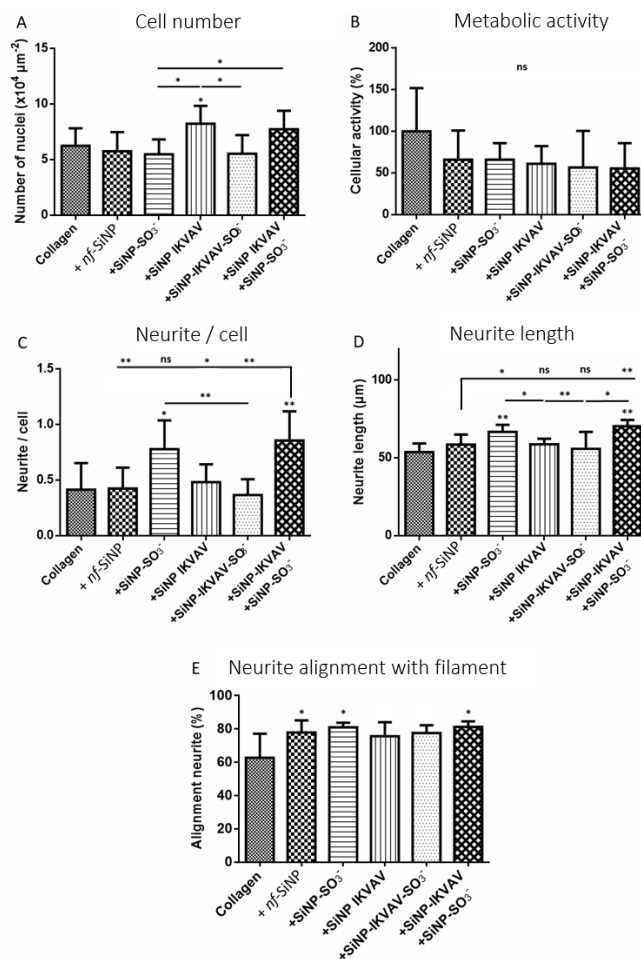 A
Cell number
Number of nuclei (x10⁴ µm⁻²)
15
10
5
0
*
*
*
*
Collagen
+ nf-SiNP
+SiNP-SO₃⁻
+SiNP IKVAV
+SiNP-IKVAV-SO₃⁻
+SiNP IKVAV
+SiNP-SO₃⁻
B
Metabolic activity
Cellular activity (%)
200
150
100
50
0
ns
Collagen
+ nf-SiNP
+SiNP-SO₃⁻
+SiNP IKVAV
+SiNP-IKVAV-SO₃⁻
+SiNP IKVAV
+SiNP-SO₃⁻
C
Neurite / cell
Neurite / cell
1.5
1.0
0.5
0.0
** ns * **
**
*
**
Collagen
+ nf-SiNP
+SiNP-SO₃⁻
+SiNP IKVAV
+SiNP-IKVAV-SO₃⁻
+SiNP-IKVAV
+SiNP-SO₃⁻
D
Neurite length
Neurite length (µm)
100
50
0
* ns ns **
* ** *
**
**
Collagen
+ nf-SiNP
+SiNP-SO₃⁻
+SiNP IKVAV
+SiNP-IKVAV-SO₃⁻
+SiNP-IKVAV
+SiNP-SO₃⁻
E
Neurite alignment with filament
Alignment neurite (%)
100
80
60
40
20
0
* * *
Collagen
+ nf-SiNP
+SiNP-SO₃⁻
+SiNP IKVAV
+SiNP-IKVAV-SO₃⁻
+SiNP-IKVAV
+SiNP-SO₃⁻